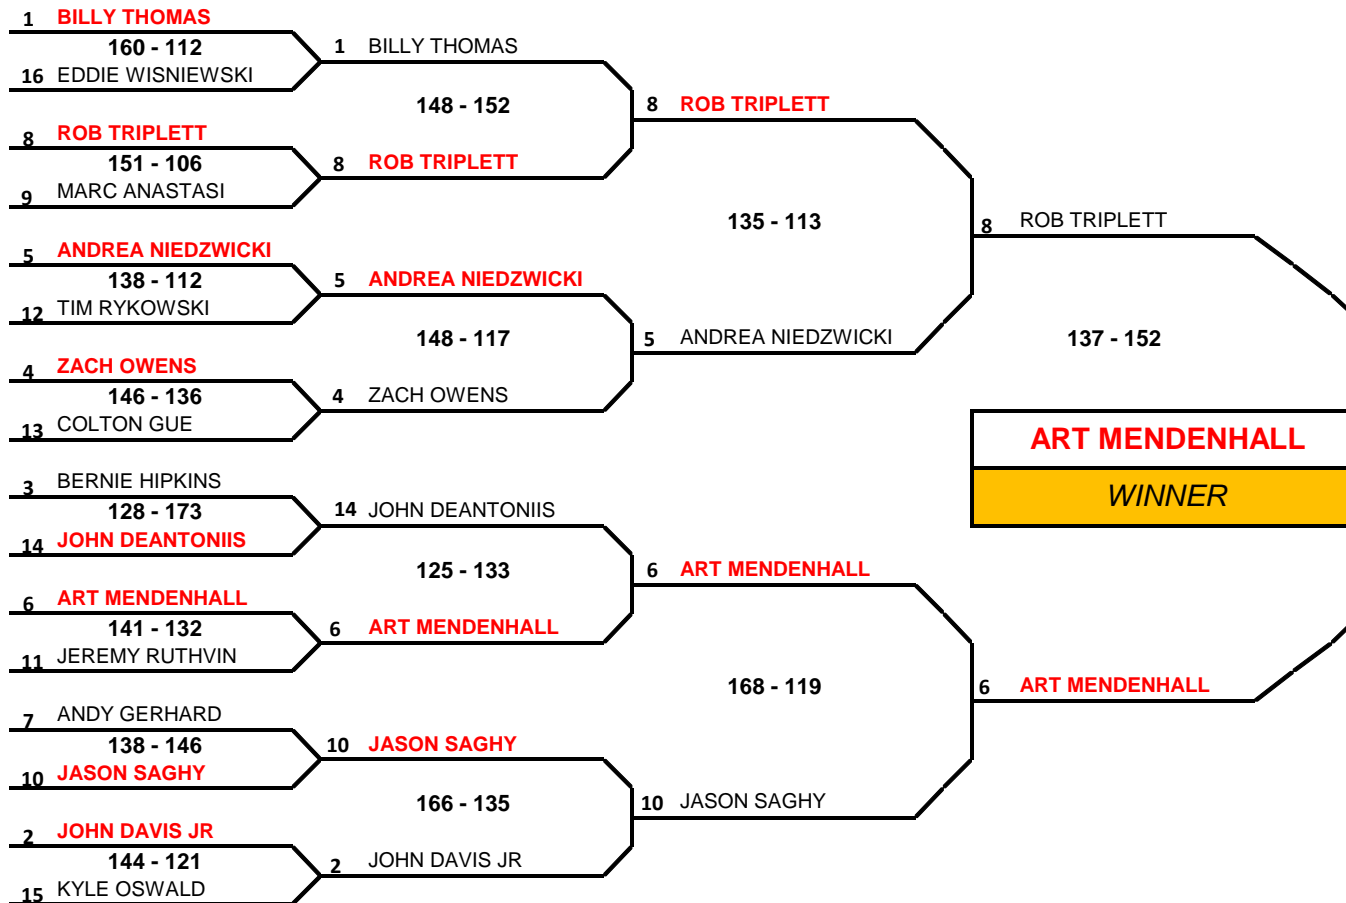 1 BILLY THOMAS
160 - 112
16 EDDIE WISNIEWSKI
8 ROB TRIPLETT
151 - 106
9 MARC ANASTASI
5 ANDREA NIEDZWICKI
138 - 112
12 TIM RYKOWSKI
4 ZACH OWENS
146 - 136
13 COLTON GUE
3 BERNIE HIPKINS
128 - 173
14 JOHN DEANTONIIS
6 ART MENDENHALL
141 - 132
11 JEREMY RUTHVIN
7 ANDY GERHARD
138 - 146
10 JASON SAGHY
2 JOHN DAVIS JR
144 - 121
15 KYLE OSWALD
1 BILLY THOMAS
148 - 152
8 ROB TRIPLETT
5 ANDREA NIEDZWICKI
148 - 117
4 ZACH OWENS
14 JOHN DEANTONIIS
125 - 133
6 ART MENDENHALL
10 JASON SAGHY
166 - 135
2 JOHN DAVIS JR
8 ROB TRIPLETT
135 - 113
5 ANDREA NIEDZWICKI
6 ART MENDENHALL
168 - 119
10 JASON SAGHY
8 ROB TRIPLETT
137 - 152
6 ART MENDENHALL
ART MENDENHALL
WINNER